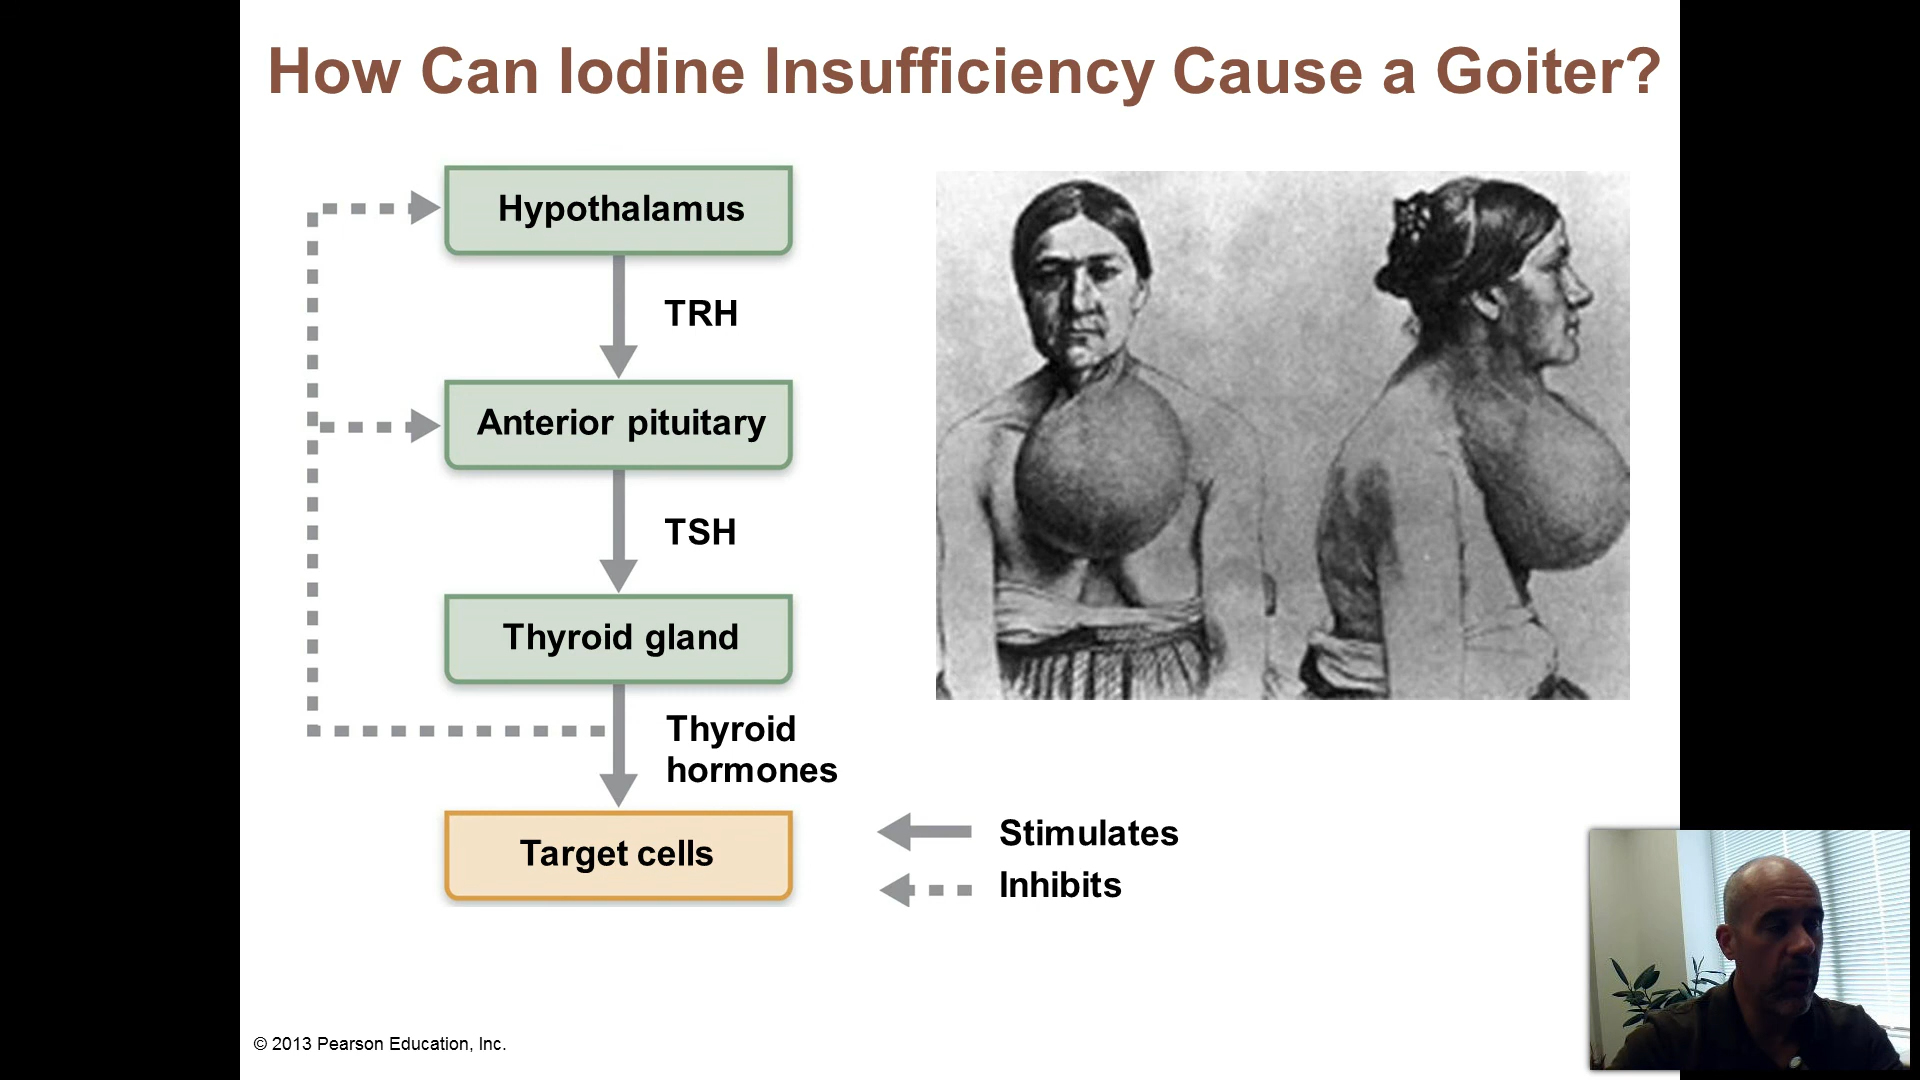 How Can Iodine Insufficiency Cause a Goiter?
Hypothalamus
TRH
Anterior pituitary
TSH
Thyroid gland
Thyroid
hormones
Target cells
Stimulates
Inhibits
© 2013 Pearson Education, Inc.